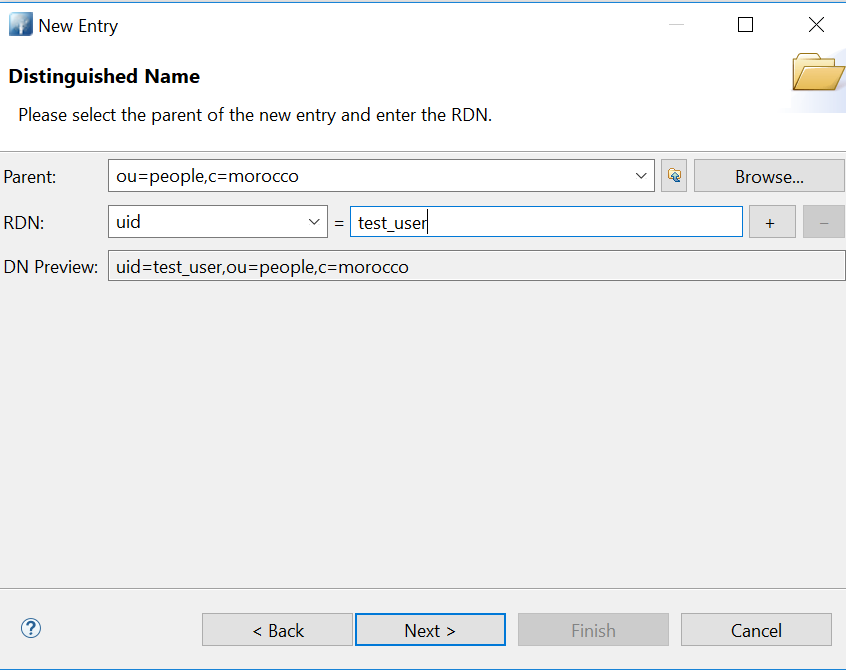 New Entry
Distinguished Name
Please select the parent of the new entry and enter the RDN.
Parent: ou=people,c=morocco Browse...
RDN: uid = test_user + -
DN Preview: uid=test_user,ou=people,c=morocco
? < Back Next > Finish Cancel